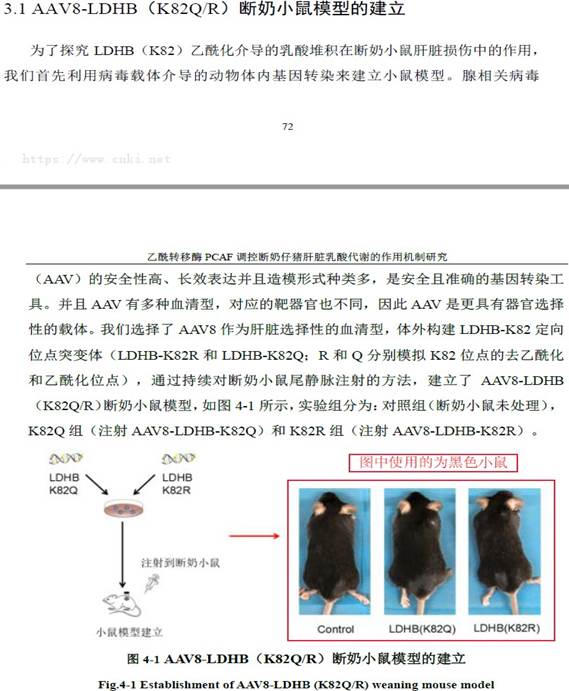 3.1 AAV8-LDHB（K82Q/R）断奶小鼠模型的建立
为了探究 LDHB（K82）乙酰化介导的乳酸堆积在断奶小鼠肝脏损伤中的作用，
我们首先利用病毒载体介导的动物体内基因转染来建立小鼠模型。腺相关病毒
72
https://www.cnki.net
乙酰转移酶 PCAF 调控断奶仔猪肝脏乳酸代谢的作用机制研究
（AAV）的安全性高、长效表达并且造模形式种类多，是安全且准确的基因转染工
具。并且 AAV 有多种血清型，对应的靶器官也不同，因此 AAV 是更具有器官选择
性的载体。我们选择了 AAV8 作为肝脏选择性的血清型，体外构建 LDHB-K82 定向
位点突变体（LDHB-K82R 和 LDHB-K82Q；R 和 Q 分别模拟 K82 位点的去乙酰化
和乙酰化位点），通过持续对断奶小鼠尾静脉注射的方法，建立了 AAV8-LDHB
（K82Q/R）断奶小鼠模型，如图 4-1 所示，实验组分为：对照组（断奶小鼠未处理），
K82Q 组（注射 AAV8-LDHB-K82Q）和 K82R 组（注射 AAV8-LDHB-K82R）。
图中使用的为黑色小鼠
LDHB
K82Q
LDHB
K82R
注射到断奶小鼠
小鼠模型建立
Control
LDHB(K82Q)
LDHB(K82R)
图 4-1 AAV8-LDHB（K82Q/R）断奶小鼠模型的建立
Fig.4-1 Establishment of AAV8-LDHB (K82Q/R) weaning mouse model